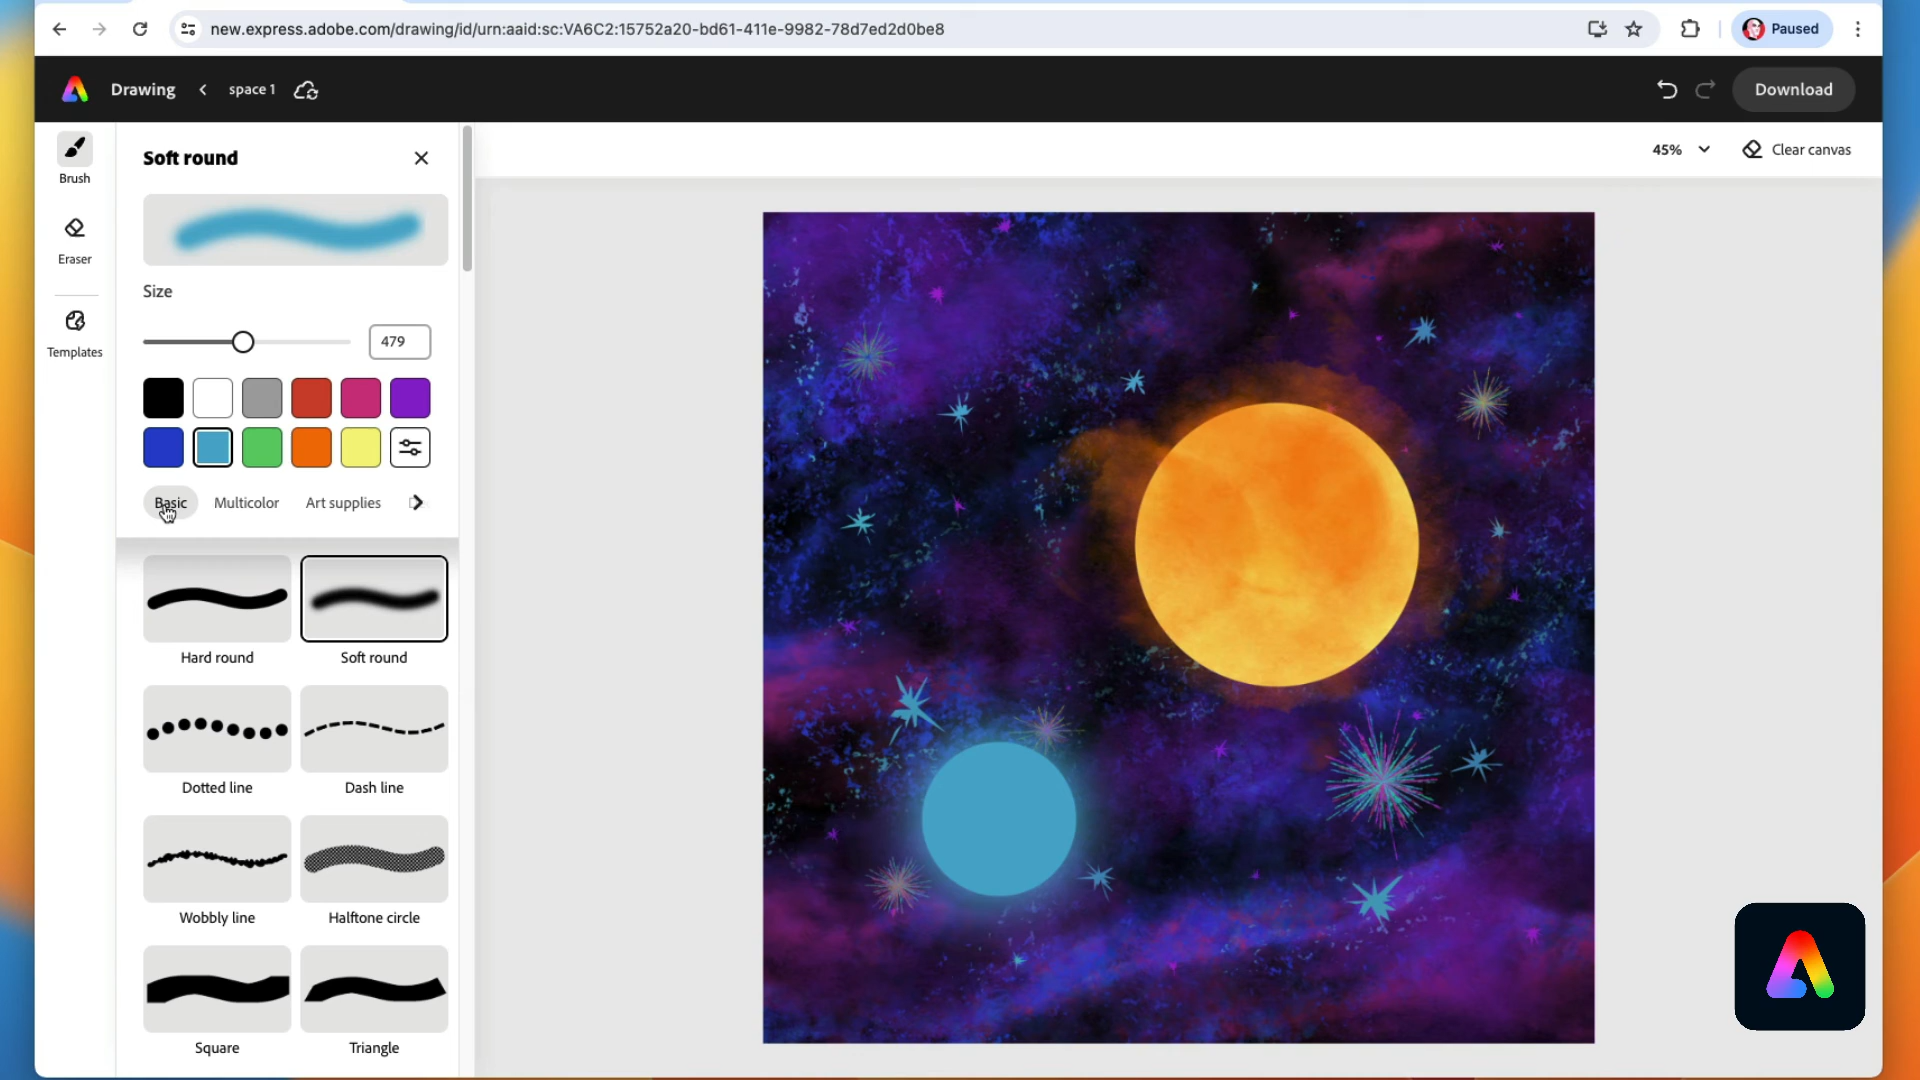 new.express.adobe.com/drawing/id/urn:aaid:sc:VA6C2:15752a20-bd61-411e-9982-78d7ed2d0be8
Paused
Drawing
space 1
Download
Brush
Soft round
45%
Clear canvas
Eraser
Size
Templates
479
Basic
Multicolor
Art supplies
Hard round
Soft round
Dotted line
Dash line
Wobbly line
Halftone circle
Square
Triangle